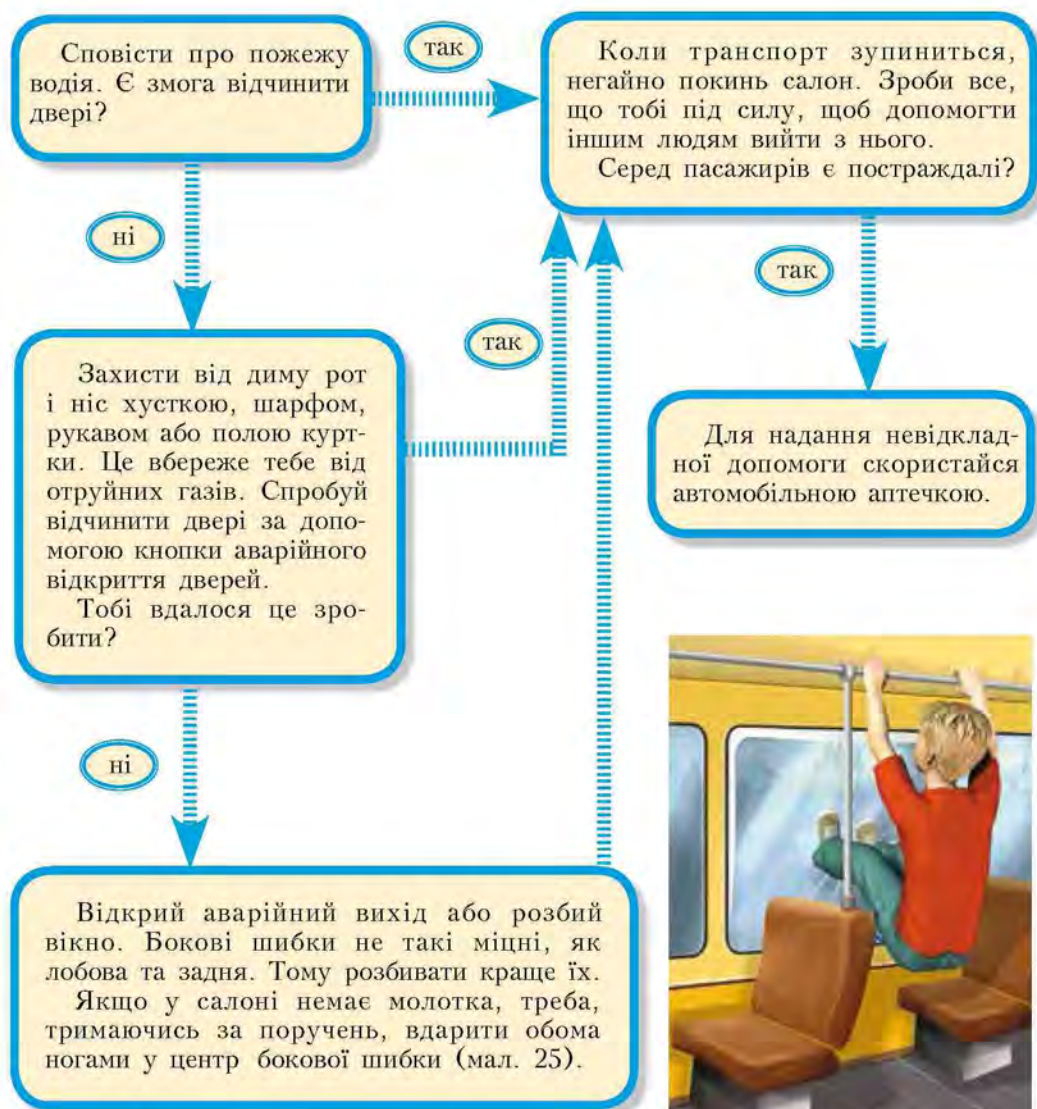 Сповісти про пожежу
водія. Є змога відчинити
двері?
так
Коли транспорт зупиниться,
негайно покинь салон. Зроби все,
що тобі під силу, щоб допомогти
іншим людям вийти з нього.
Серед пасажирів є постраждалі?
ні
так
так
Захисти від диму рот
і ніс хусткою, шарфом,
рукавом або полою курт-
ки. Це вбереже тебе від
отруйних газів. Спробуй
відчинити двері за допо-
могою кнопки аварійного
відкриття дверей.
Тобі вдалося це зро-
бити?
Для надання невідклад-
ної допомоги скористайся
автомобільною аптечкою.
ні
Відкрий аварійний вихід або розбий
вікно. Бокові шибки не такі міцні, як
лобова та задня. Тому розбивати краще їх.
Якщо у салоні немає молотка, треба,
тримаючись за поручень, вдарити обома
ногами у центр бокової шибки (мал. 25).